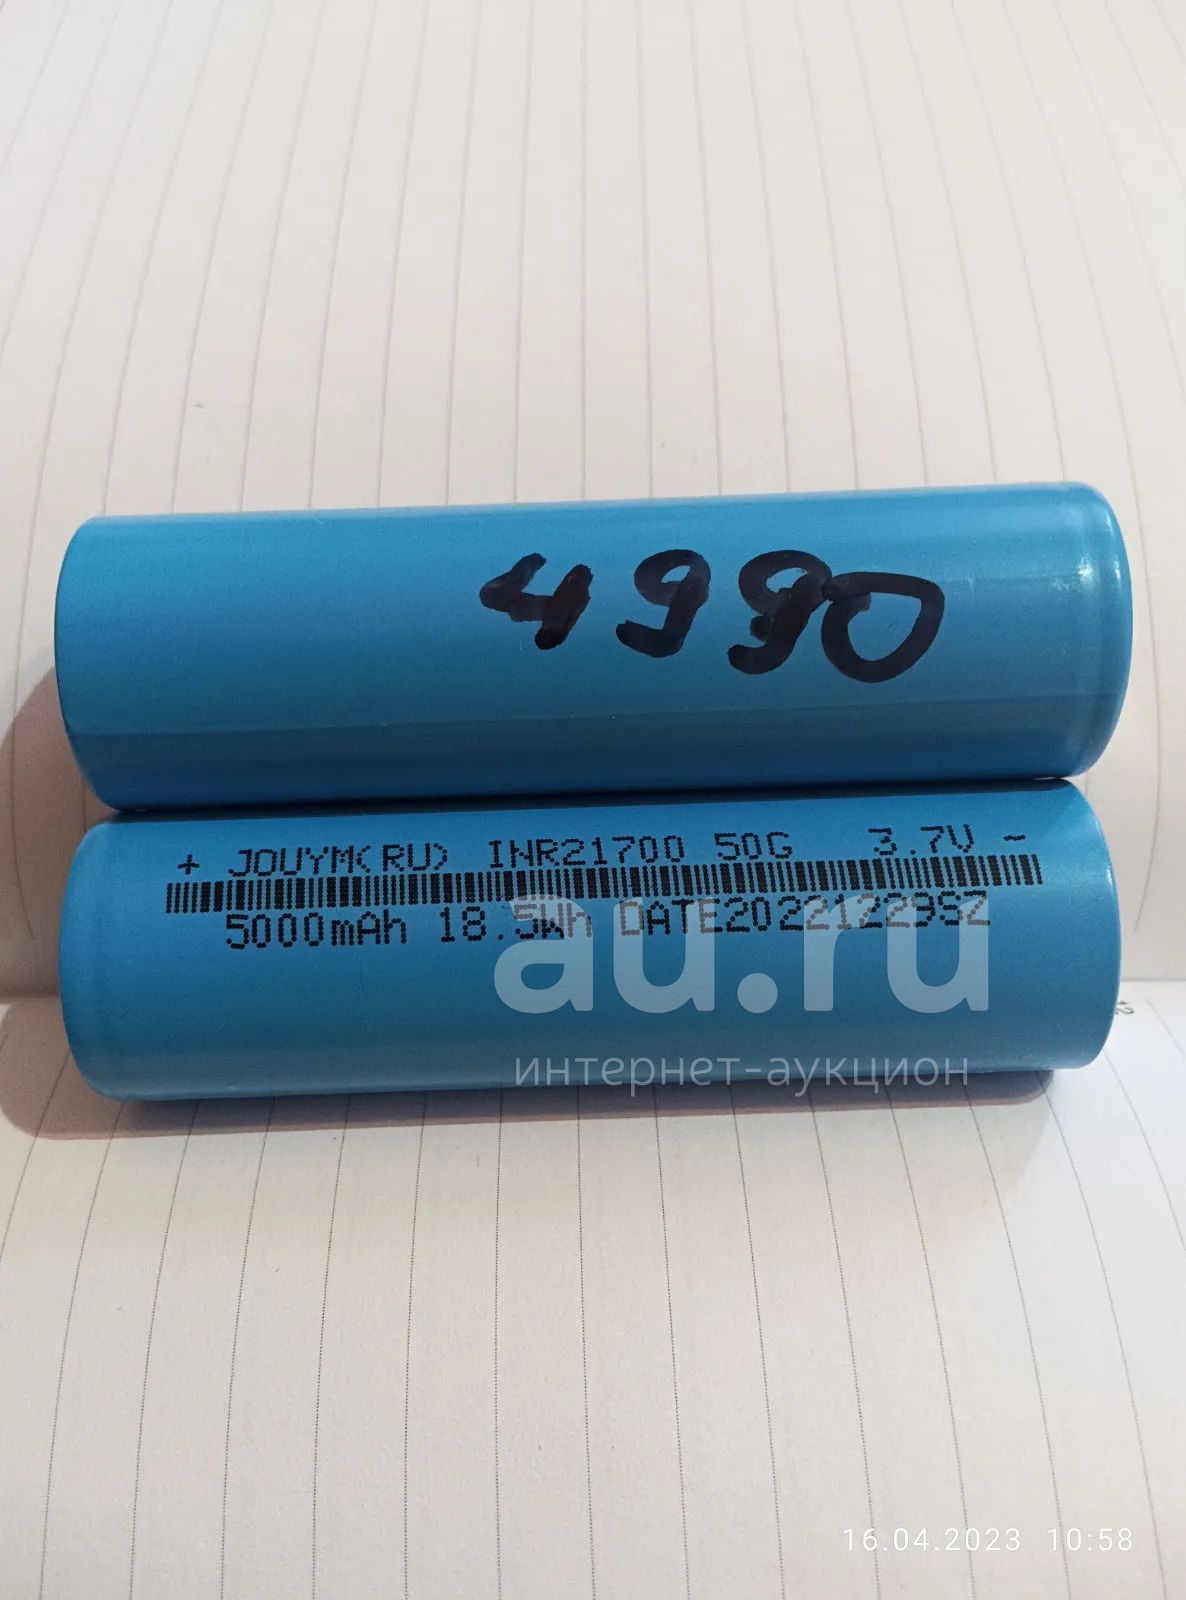 4990
+ JOUYM(RU) INR21700 50G 3.7V -
5000mAh 18.5Wh DATE20221229SZ
au.ru
интернет-аукцион
16.04.2023 10:58